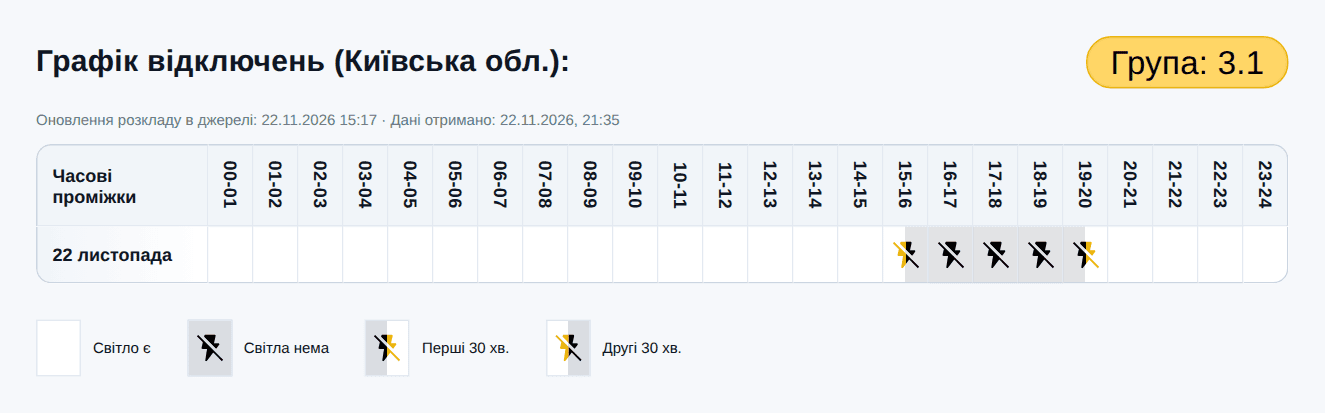 Графік відключень (Київська обл.):
Група: 3.1
Оновлення розкладу в джерелі: 22.11.2026 15:17 · Дані отримано: 22.11.2026, 21:35
Часові
проміжки
00-01
01-02
02-03
03-04
04-05
05-06
06-07
07-08
08-09
09-10
10-11
11-12
12-13
13-14
14-15
15-16
16-17
17-18
18-19
19-20
20-21
21-22
22-23
23-24
22 листопада
Світло є
Світла нема
Перші 30 хв.
Другі 30 хв.